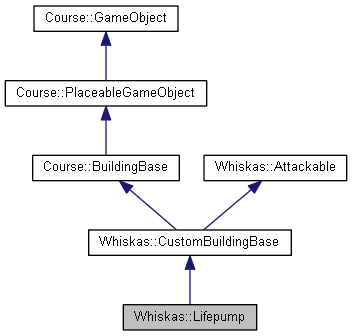 Course::GameObject
Course::PlaceableGameObject
Course::BuildingBase
Whiskas::Attackable
Whiskas::CustomBuildingBase
Whiskas::Lifepump